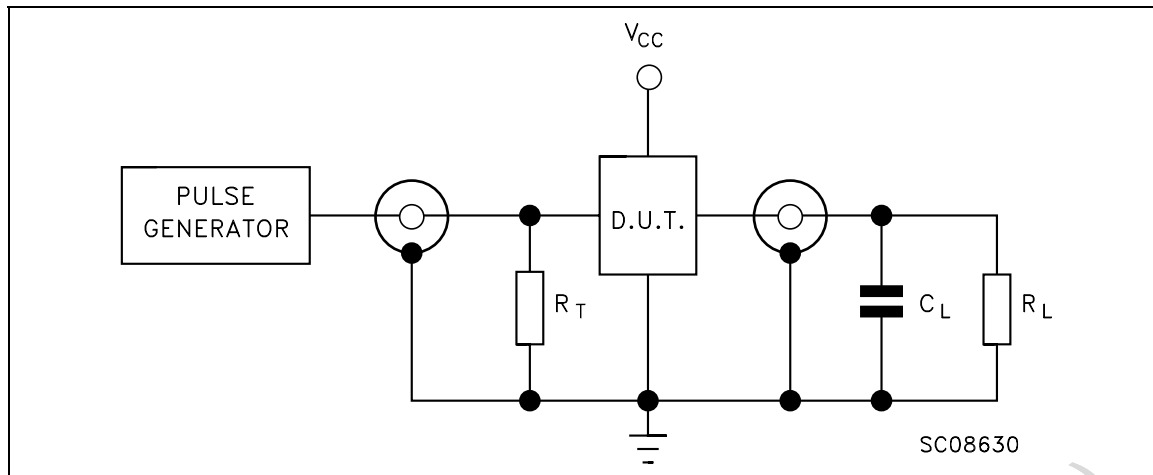 V_CC
PULSE
GENERATOR
D.U.T.
R_T
C_L
R_L
SC08630